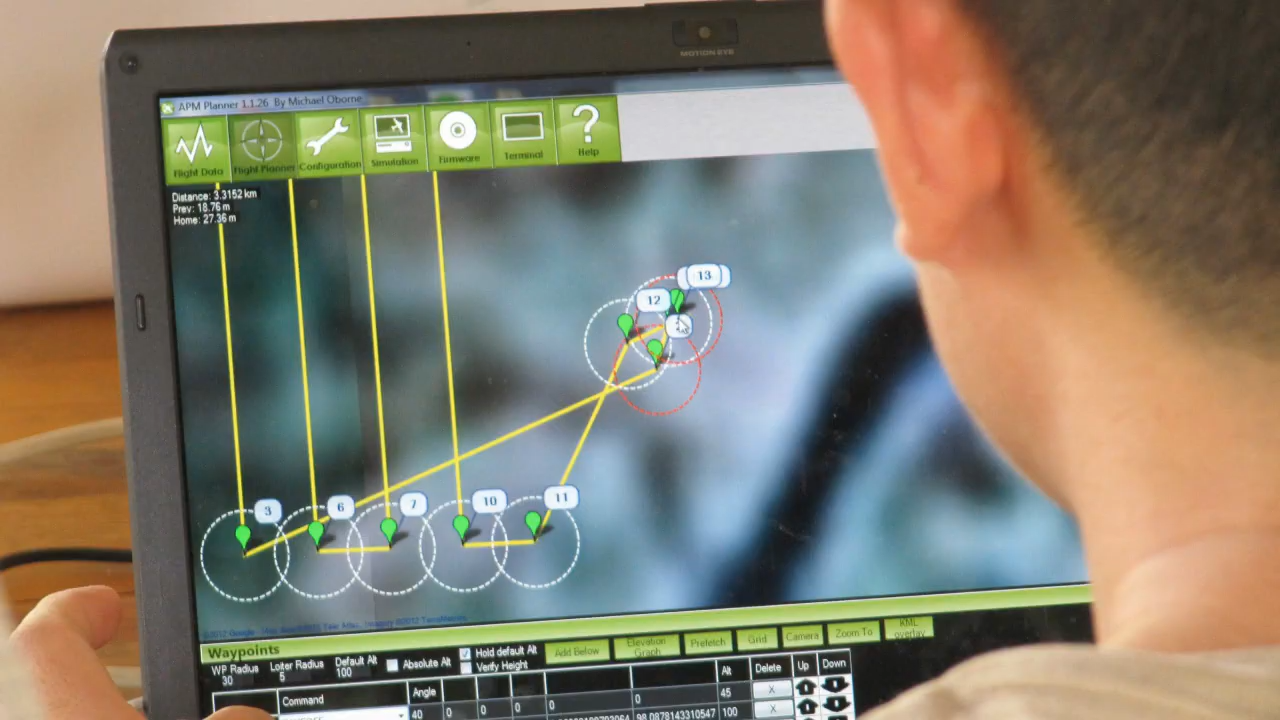 MOTION EYE
APM Planner 1.1.26 By Michael Oborne
Flight Data
Flight Planner
Configuration
Simulation
Firmware
Terminal
?
Help
Distance: 3.3152 km
Prev: 18.76 m
Home: 27.36 m
13
12
3
6
7
10
11
Waypoints
WP Radius
30
Loiter Radius
5
Default Alt
100
Absolute Alt
Hold default Alt
Verify Height
Add Below
Elevation
Graph
Prefetch
Grid
Camera
Zoom To
KML
overlay
Command
Angle
Alt
Delete
Up
Down
40 0 0 0 0 0 45 X
98.0878143310547 100 X